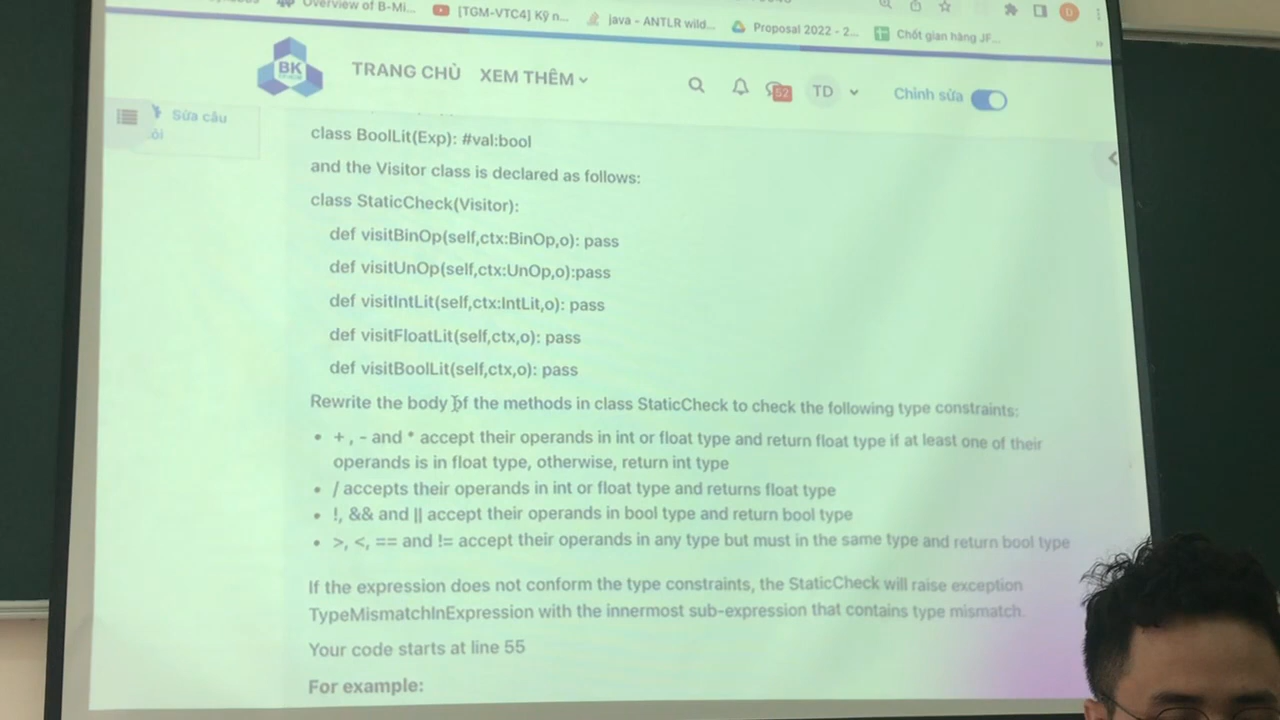 Overview of B-Mi...
[TGM-VTC4] Kỹ n...
java - ANTLR wild...
Proposal 2022 - 2...
Chốt gian hàng JF...
BK
TRANG CHỦ XEM THÊM
52
TD
Chỉnh sửa
Sửa câu
ỏi
class BoolLit(Exp): #val:bool
and the Visitor class is declared as follows:
class StaticCheck(Visitor):
def visitBinOp(self,ctx:BinOp,o): pass
def visitUnOp(self,ctx:UnOp,o):pass
def visitIntLit(self,ctx:IntLit,o): pass
def visitFloatLit(self,ctx,o): pass
def visitBoolLit(self,ctx,o): pass
Rewrite the body of the methods in class StaticCheck to check the following type constraints:
• + , - and * accept their operands in int or float type and return float type if at least one of their
operands is in float type, otherwise, return int type
• / accepts their operands in int or float type and returns float type
• !, && and || accept their operands in bool type and return bool type
• >, <, == and != accept their operands in any type but must in the same type and return bool type
If the expression does not conform the type constraints, the StaticCheck will raise exception
TypeMismatchInExpression with the innermost sub-expression that contains type mismatch.
Your code starts at line 55
For example: